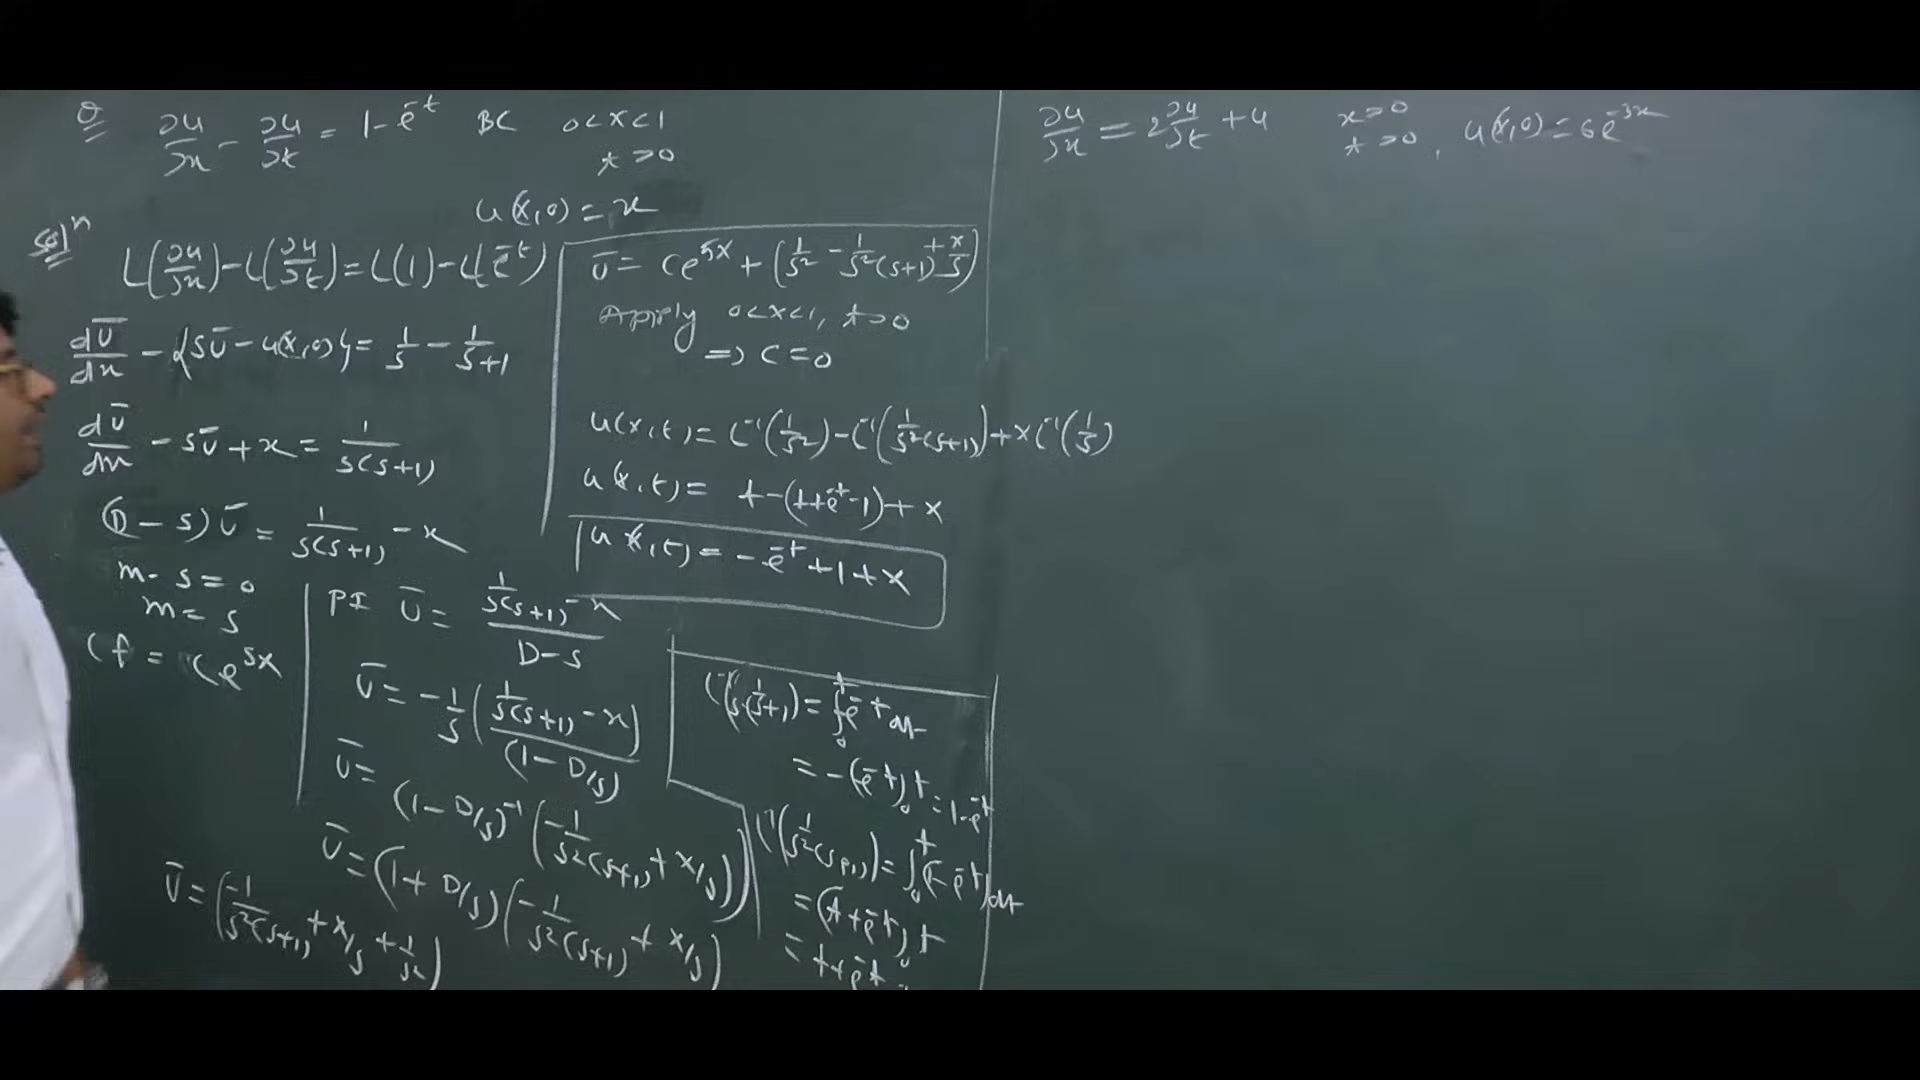 Q ∂u/∂x - ∂u/∂t = 1 - e^-t BC 0<x<1
t>0
u(x,0) = x
Solⁿ
L(∂u/∂x) - L(∂u/∂t) = L(1) - L(e^-t)
dū/dx - {sū - u(x,0)} = 1/s - 1/(s+1)
dū/dx - sū + x = 1/(s(s+1))
(D - s) ū = 1/(s(s+1)) - x
m - s = 0
m = s
Cf = Ce^sx
PI ū = (1/(s(s+1)) - x)/(D - s)
ū = -1/s ((1/(s(s+1)) - x)/(1 - D/s))
ū = (1 - D/s)^-1 (-1/(s²(s+1)) + x/s)
ū = (1 + D/s)(-1/(s²(s+1)) + x/s)
ū = (-1/(s²(s+1)) + x/s + 1/s²)
ū = Ce^sx + (1/s² - 1/(s²(s+1)) + x/s)
Apply 0<x<1, t>0
⇒ C = 0
u(x,t) = L^-1(1/s²) - L^-1(1/(s²(s+1))) + x L^-1(1/s)
u(x,t) = t - (t + e^-t - 1) + x
u(x,t) = -e^-t + 1 + x
L^-1(1/(s(s+1))) = ∫₀^t e^-t dt
= -(e^-t)₀^t = 1 - e^-t
L^-1(1/(s²(s+1))) = ∫₀^t (1 - e^-t) dt
= (t + e^-t)₀^t
= t + e^-t
∂u/∂x = 2∂u/∂t + u x>0
t>0, u(x,0) = 6e^-3x